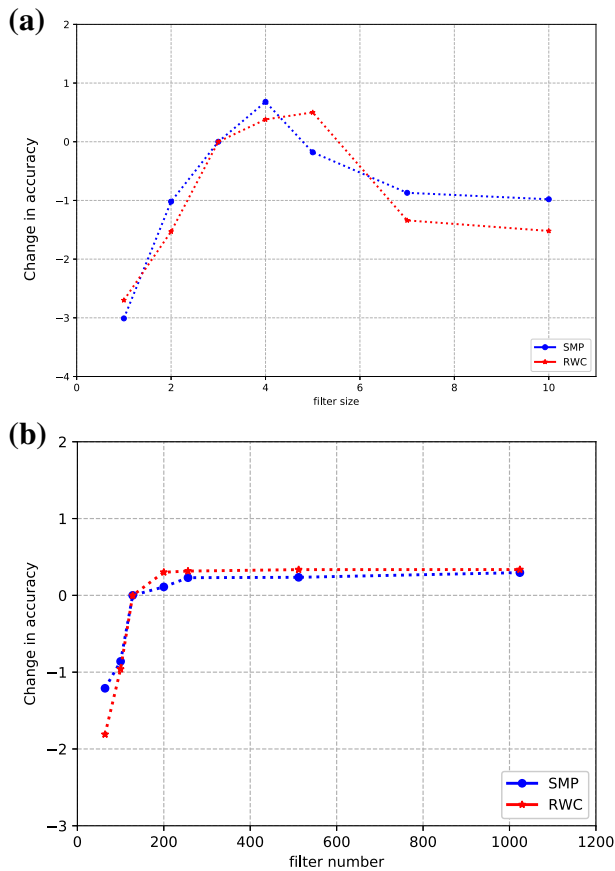 (a)
2
1
0
−1
−2
−3
−4
Change in accuracy
0
2
4
6
8
10
filter size
SMP
RWC
(b)
2
1
0
−1
−2
−3
Change in accuracy
0
200
400
600
800
1000
1200
filter number
SMP
RWC